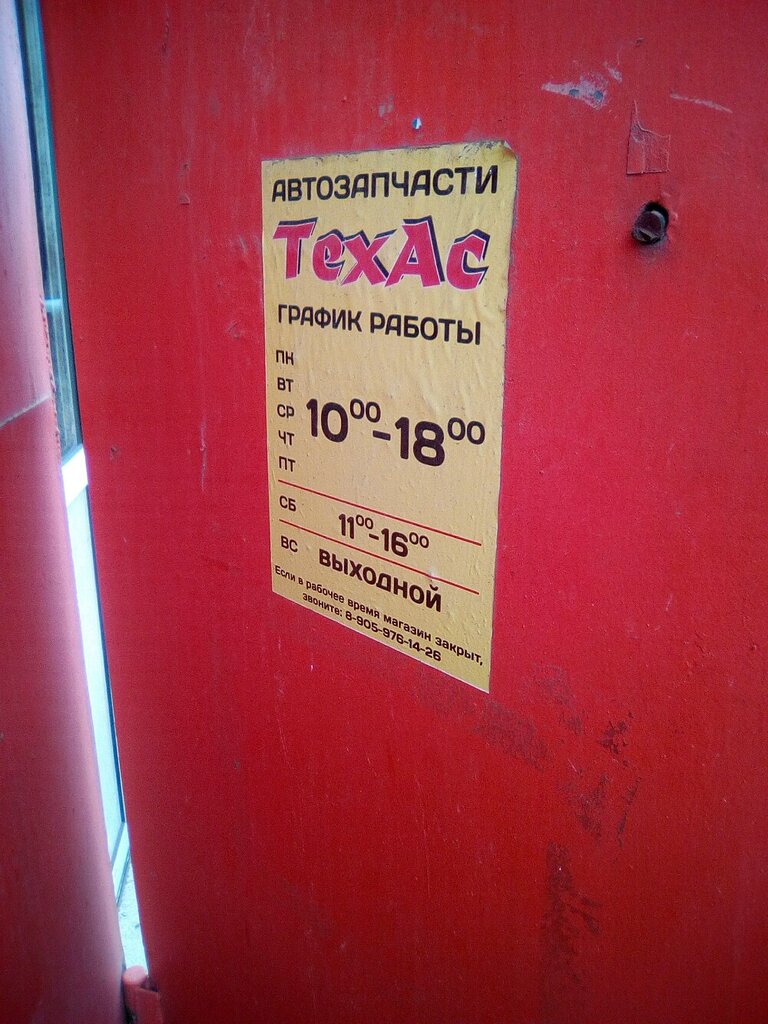 АВТОЗАПЧАСТИ
ТехАс
ГРАФИК РАБОТЫ
ПН
ВТ
СР
ЧТ
ПТ
10⁰⁰-18⁰⁰
СБ 11⁰⁰-16⁰⁰
ВС ВЫХОДНОЙ
Если в рабочее время магазин закрыт,
звоните: 8-905-976-14-26